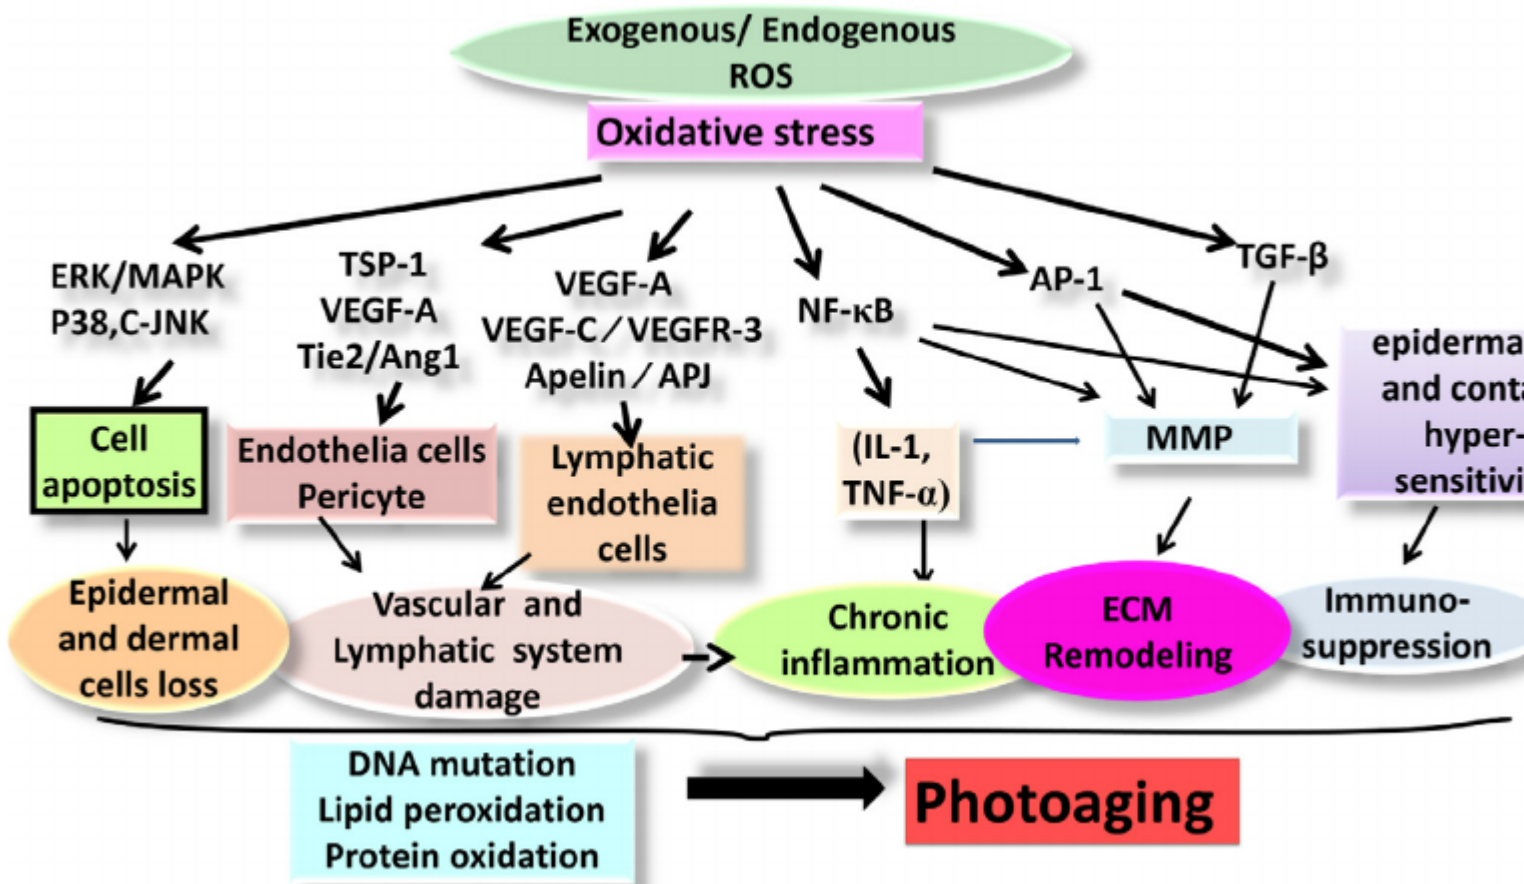 Exogenous/ Endogenous
ROS
Oxidative stress
ERK/MAPK
P38,C-JNK
TSP-1
VEGF-A
Tie2/Ang1
VEGF-A
VEGF-C/VEGFR-3
Apelin/APJ
NF-κB
AP-1
TGF-β
Cell
apoptosis
Endothelia cells
Pericyte
Lymphatic
endothelia
cells
(IL-1,
TNF-α)
MMP
and
hyper-
Epidermal
and dermal
cells loss
Vascular and
Lymphatic system
damage
Chronic
inflammation
ECM
Remodeling
Immuno-
suppression
DNA mutation
Lipid peroxidation
Protein oxidation
Photoaging